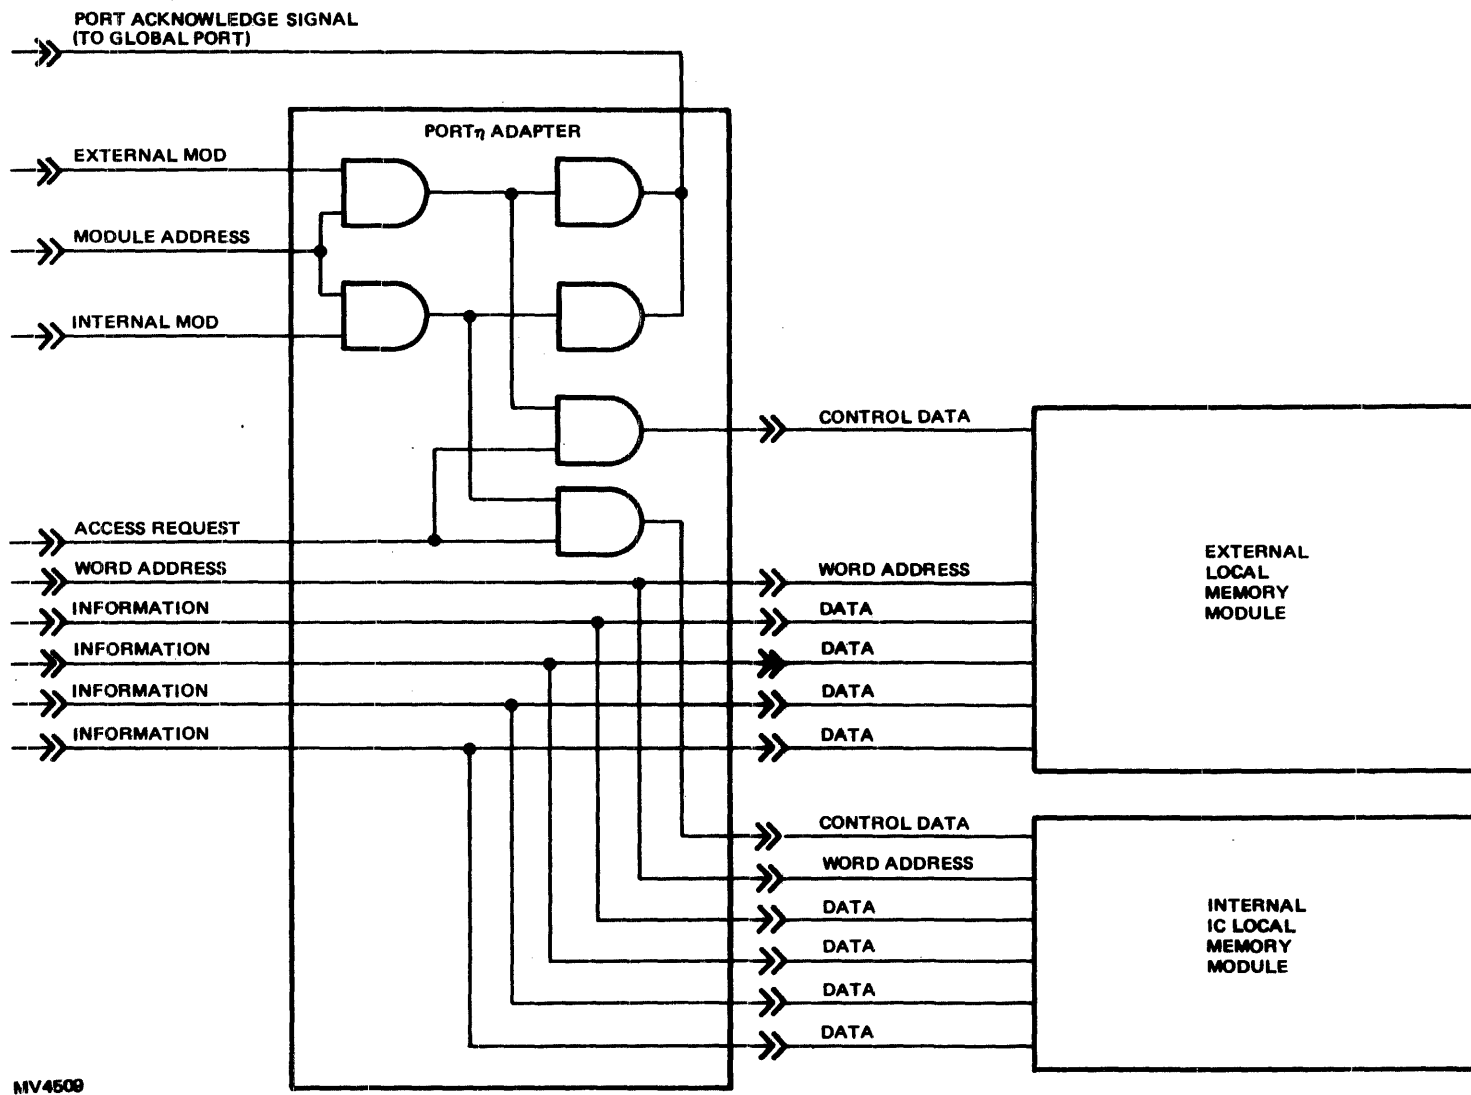 PORT ACKNOWLEDGE SIGNAL
(TO GLOBAL PORT)
PORT η ADAPTER
EXTERNAL MOD
MODULE ADDRESS
INTERNAL MOD
CONTROL DATA
ACCESS REQUEST
WORD ADDRESS
INFORMATION
INFORMATION
INFORMATION
INFORMATION
WORD ADDRESS
DATA
DATA
DATA
DATA
EXTERNAL
LOCAL
MEMORY
MODULE
CONTROL DATA
WORD ADDRESS
DATA
DATA
DATA
DATA
INTERNAL
IC LOCAL
MEMORY
MODULE
MV4509